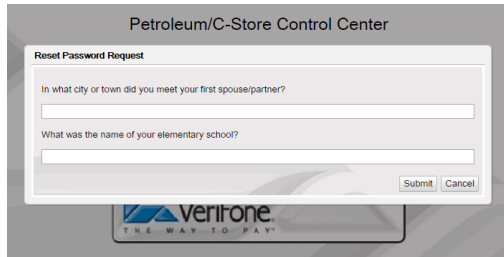 Petroleum/C-Store Control Center
Reset Password Request
In what city or town did you meet your first spouse/partner?
What was the name of your elementary school?
Submit Cancel
VeriFone.
THE WAY TO PAY™